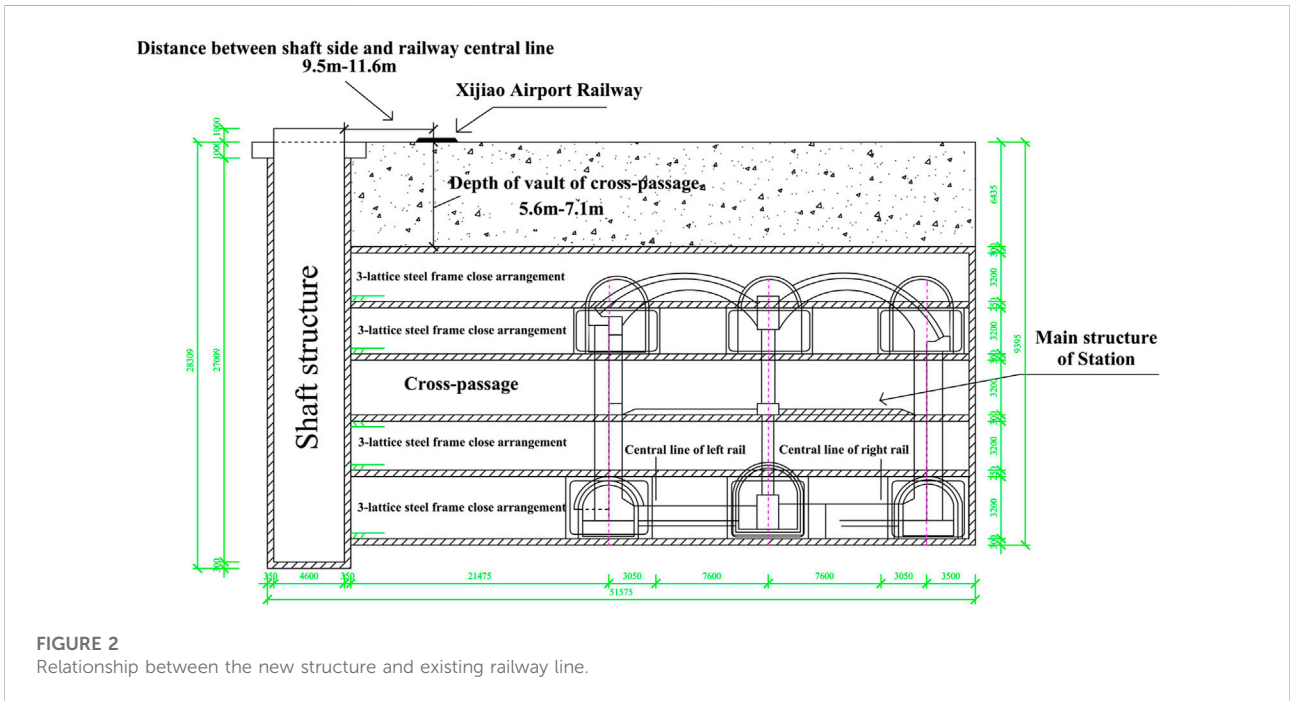 Distance between shaft side and railway central line
9.5m-11.6m
Xijiao Airport Railway
1000
1000
Depth of vault of cross-passage
5.6m-7.1m
6435
3-lattice steel frame close arrangement
3200
3-lattice steel frame close arrangement
3200
Main structure
of Station
28309
27009
9395
Shaft structure
Cross-passage
3200
3-lattice steel frame close arrangement
3200
Central line of left rail
Central line of right rail
3-lattice steel frame close arrangement
3200
350
4600
350
21475
3050
7600
7600
3050
3500
51575
FIGURE 2
Relationship between the new structure and existing railway line.